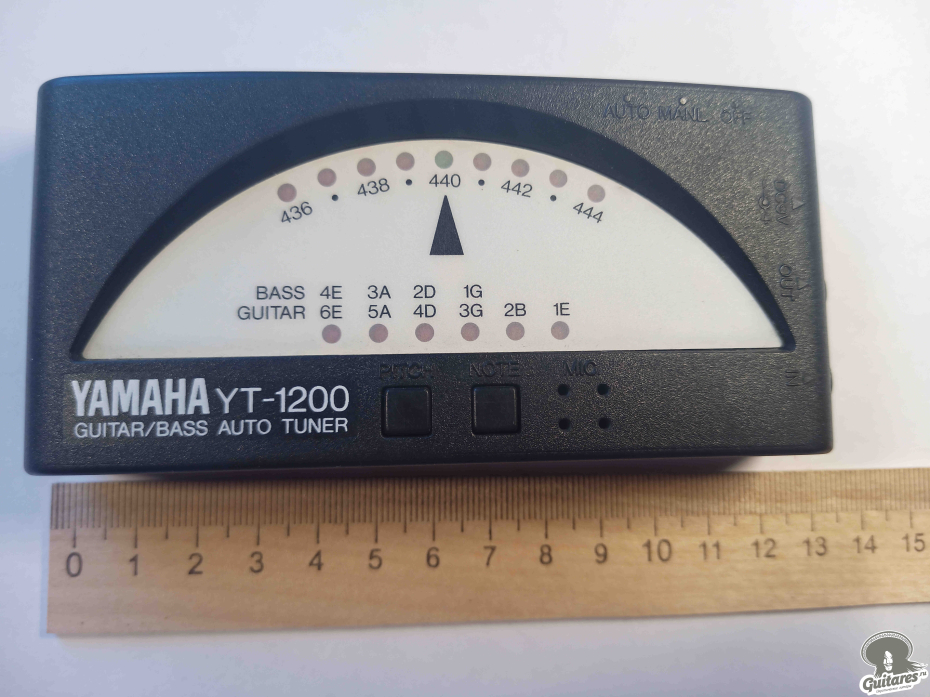 AUTO MANL OFF
436 • 438 • 440 • 442 • 444
DC9V
OUT
IN
BASS 4E 3A 2D 1G
GUITAR 6E 5A 4D 3G 2B 1E
PITCH NOTE MIC
YAMAHA YT-1200
GUITAR/BASS AUTO TUNER
0 1 2 3 4 5 6 7 8 9 10 11 12 13 14 15
Guitares.ru